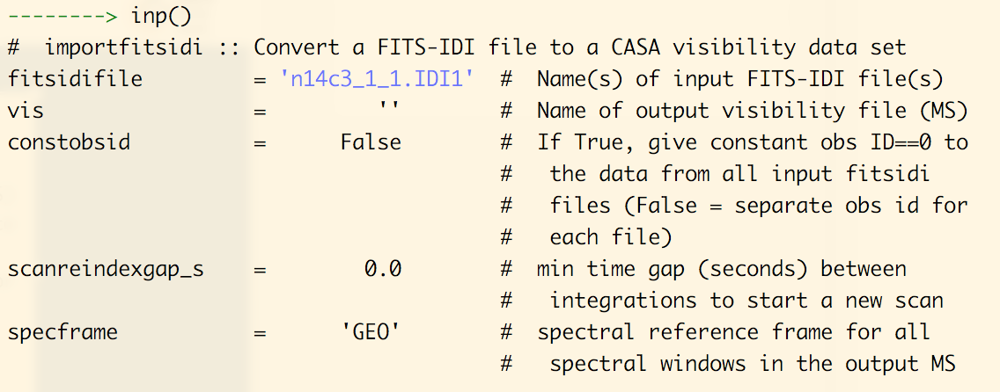 --------> inp()
#  importfitsidi :: Convert a FITS-IDI file to a CASA visibility data set
fitsidifile         = 'n14c3_1_1.IDI1'  #  Name(s) of input FITS-IDI file(s)
vis                 =         ''        #  Name of output visibility file (MS)
constobsid          =      False        #  If True, give constant obs ID==0 to
                                        #   the data from all input fitsidi
                                        #   files (False = separate obs id for
                                        #   each file)
scanreindexgap_s    =        0.0        #  min time gap (seconds) between
                                        #   integrations to start a new scan
specframe           =      'GEO'        #  spectral reference frame for all
                                        #   spectral windows in the output MS